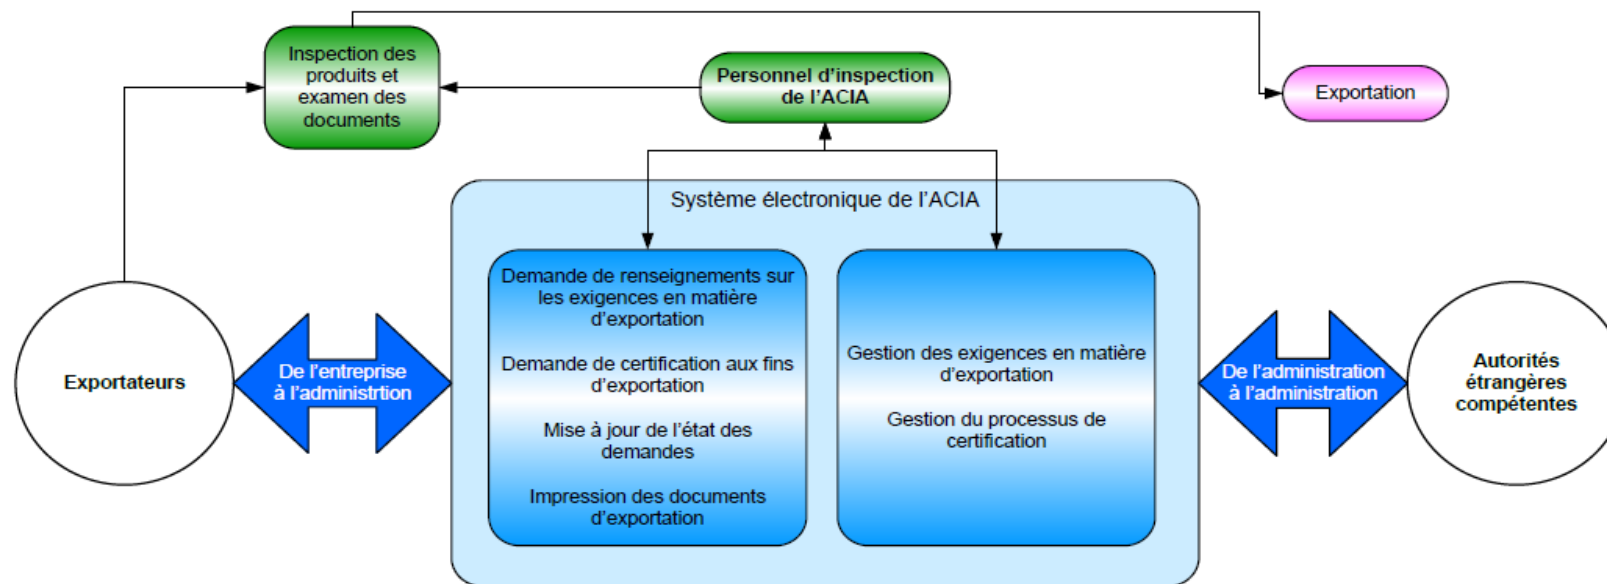 Inspection des
produits et
examen des
documents
Personnel d’inspection
de l’ACIA
Exportation
Système électronique de l’ACIA
Exportateurs
De l’entreprise
à l’administrtion
Demande de renseignements sur
les exigences en matière
d’exportation
Demande de certification aux fins
d’exportation
Mise à jour de l’état des
demandes
Impression des documents
d’exportation
Gestion des exigences en matière
d’exportation
Gestion du processus de
certification
De l’administration
à l’administration
Autorités
étrangères
compétentes